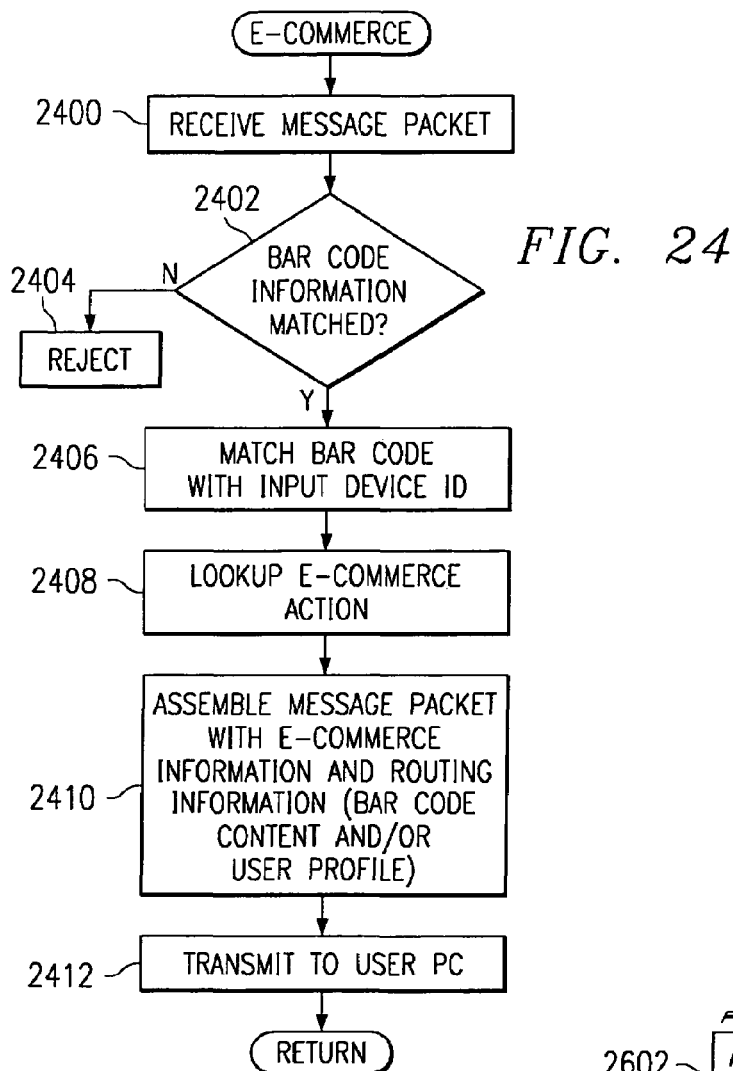 E-COMMERCE
2400
RECEIVE MESSAGE PACKET
2402
FIG. 24
BAR CODE
INFORMATION
MATCHED?
N
2404
REJECT
Y
2406
MATCH BAR CODE
WITH INPUT DEVICE ID
2408
LOOKUP E-COMMERCE
ACTION
2410
ASSEMBLE MESSAGE PACKET
WITH E-COMMERCE
INFORMATION AND ROUTING
INFORMATION (BAR CODE
CONTENT AND/OR
USER PROFILE)
2412
TRANSMIT TO USER PC
RETURN
2602